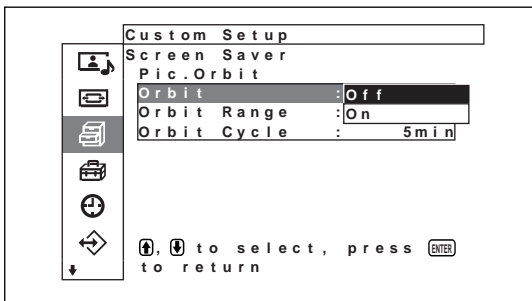 Custom Setup
Screen Saver
Pic.Orbit
Orbit : Off
Orbit Range : On
Orbit Cycle : 5min
, to select, press ENTER
to return